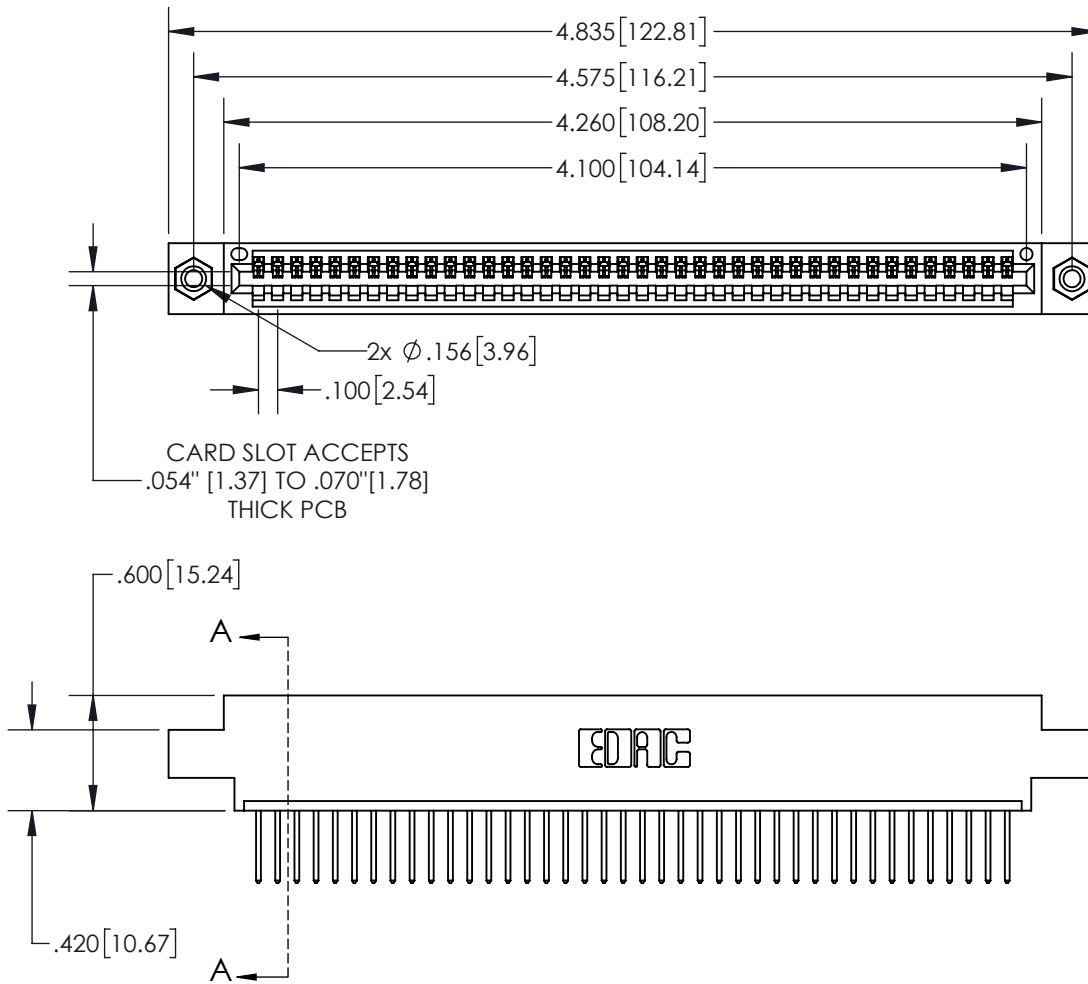 4.835[122.81]
4.575[116.21]
4.260[108.20]
4.100[104.14]
2x Ø.156[3.96]
.100[2.54]
CARD SLOT ACCEPTS
.054" [1.37] TO .070"[1.78]
THICK PCB
.600[15.24]
A
EDAC
.420[10.67]
A